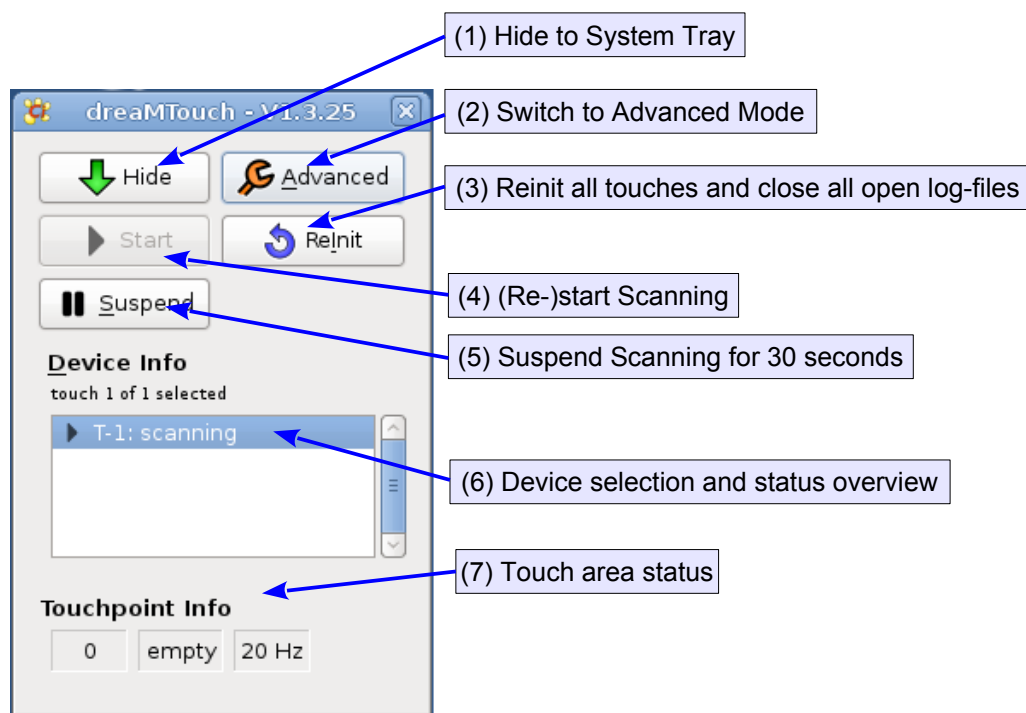 (1) Hide to System Tray
dreaMTouch - V1.3.25
(2) Switch to Advanced Mode
Hide
Advanced
(3) Reinit all touches and close all open log-files
Start
ReInit
(4) (Re-)start Scanning
Suspend
(5) Suspend Scanning for 30 seconds
Device Info
touch 1 of 1 selected
T-1: scanning
(6) Device selection and status overview
(7) Touch area status
Touchpoint Info
0 empty 20 Hz